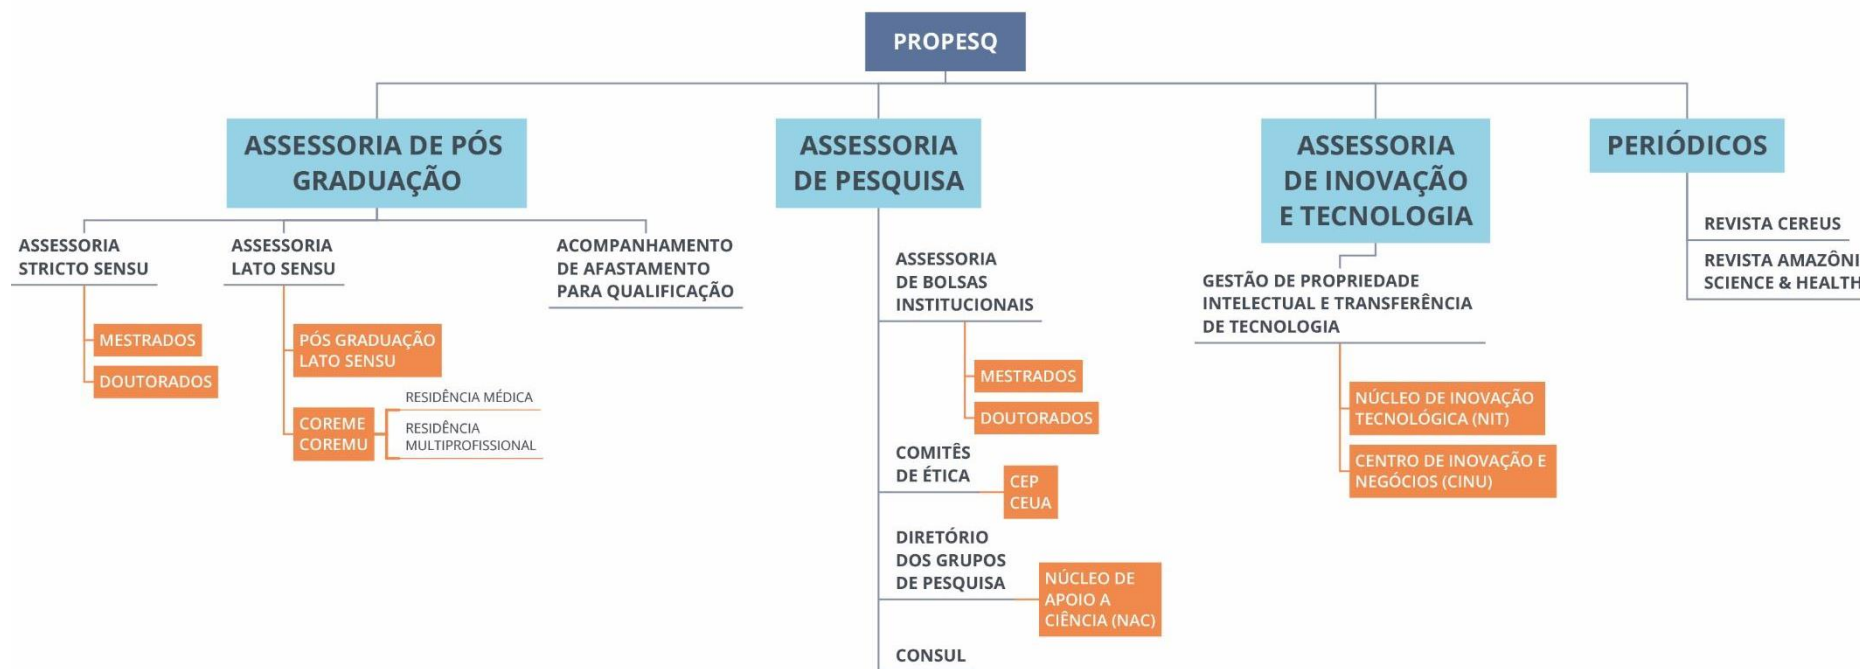 PROPESQ
ASSESSORIA DE PÓS
GRADUAÇÃO
ASSESSORIA
STRICTO SENSU
MESTRADOS
DOUTORADOS
ASSESSORIA
LATO SENSU
PÓS GRADUAÇÃO
LATO SENSU
COREME
COREMU
RESIDÊNCIA MÉDICA
RESIDÊNCIA
MULTIPROFISSIONAL
ACOMPANHAMENTO
DE AFASTAMENTO
PARA QUALIFICAÇÃO
ASSESSORIA
DE PESQUISA
ASSESSORIA
DE BOLSAS
INSTITUCIONAIS
MESTRADOS
DOUTORADOS
COMITÊS
DE ÉTICA
CEP
CEUA
DIRETÓRIO
DOS GRUPOS
DE PESQUISA
NÚCLEO DE
APOIO A
CIÊNCIA (NAC)
CONSUL
ASSESSORIA
DE INOVAÇÃO
E TECNOLOGIA
GESTÃO DE PROPRIEDADE
INTELECTUAL E TRANSFERÊNCIA
DE TECNOLOGIA
NÚCLEO DE INOVAÇÃO
TECNOLÓGICA (NIT)
CENTRO DE INOVAÇÃO E
NEGÓCIOS (CINU)
PERIÓDICOS
REVISTA CEREUS
REVISTA AMAZÔNI
SCIENCE & HEALTH